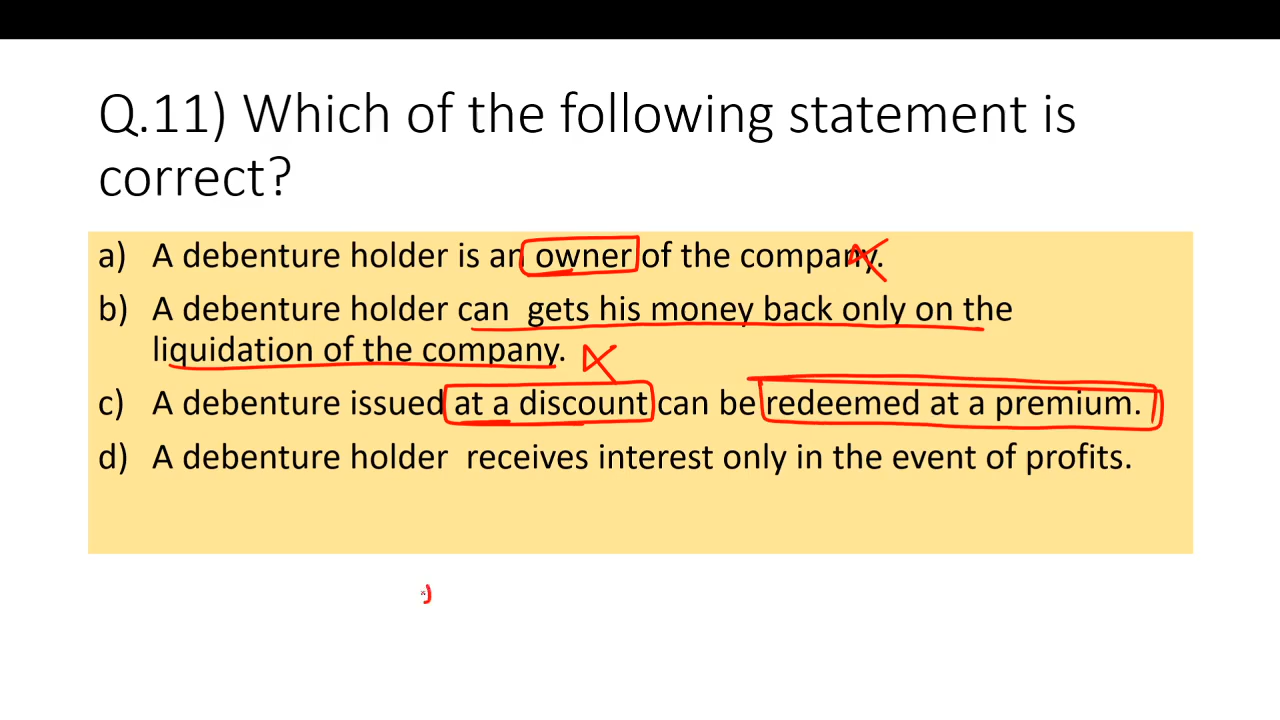 Q.11) Which of the following statement is
correct?
a) A debenture holder is an owner of the company.
b) A debenture holder can gets his money back only on the
liquidation of the company.
c) A debenture issued at a discount can be redeemed at a premium.
d) A debenture holder receives interest only in the event of profits.